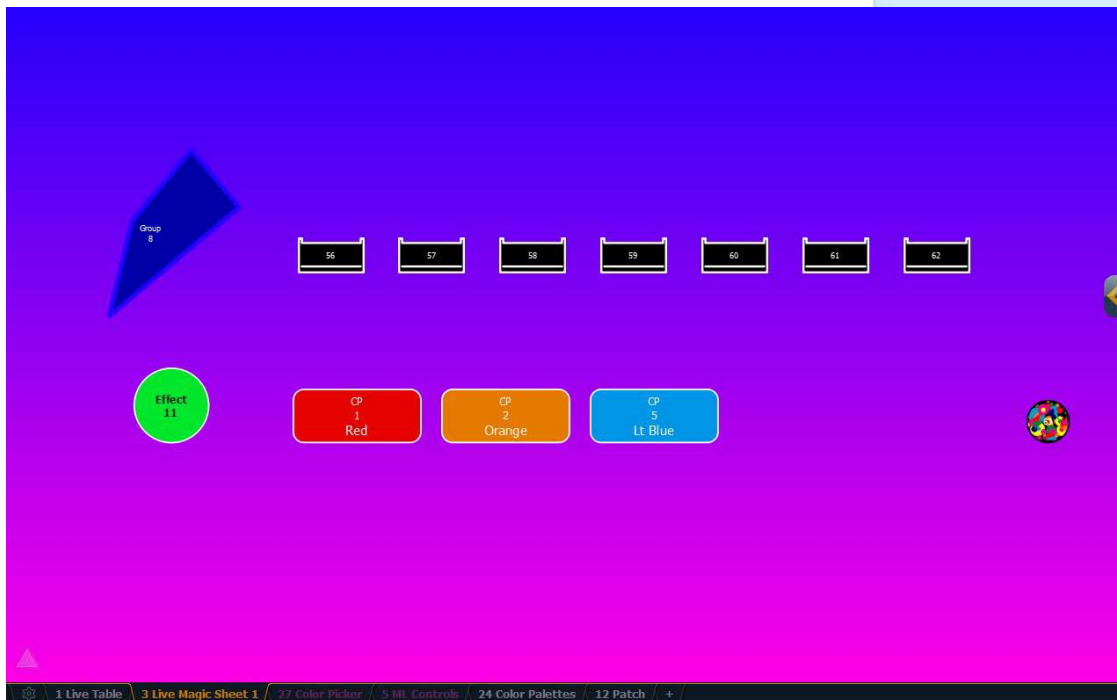 Group
8
56
57
58
59
60
61
62
Effect
11
CP
1
Red
CP
2
Orange
CP
5
Lt Blue
1 Live Table
3 Live Magic Sheet 1
27 Color Picker
5 ML Controls
24 Color Palettes
12 Patch
+